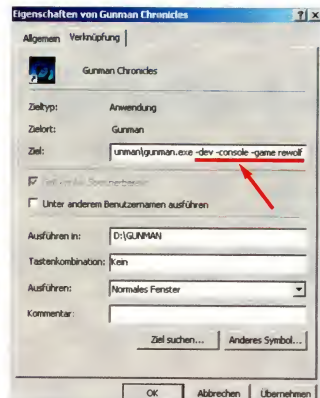 Eigenschaften von Gunman Chronicles
Allgemein Verknüpfung
Gunman Chronicles
Zieltyp: Anwendung
Zielort: Gunman
Ziel: unman\gunman.exe -dev -console -game rewolf
Unter anderem Benutzernamen ausführen
Ausführen in: D:\GUNMAN
Tastenkombination: Kein
Ausführen: Normales Fenster
Kommentar:
Ziel suchen... Anderes Symbol...
OK Abbrechen Übernehmen